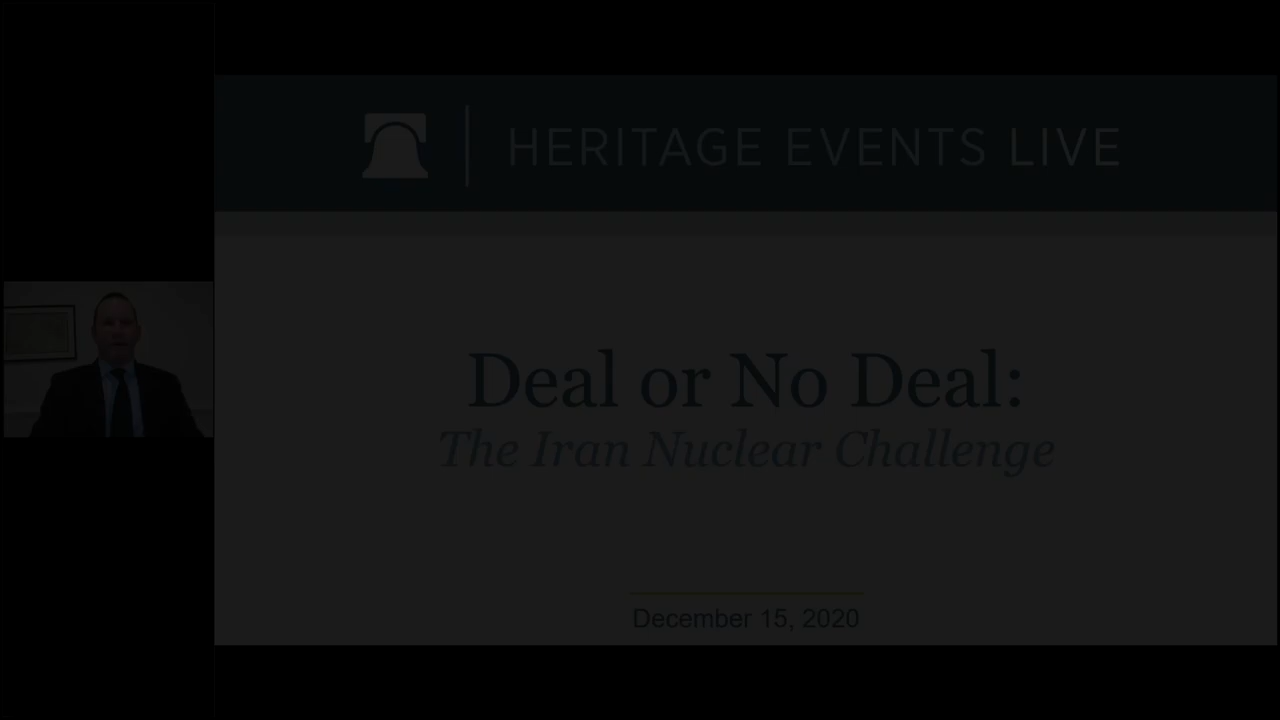 HERITAGE EVENTS LIVE
Deal or No Deal:
The Iran Nuclear Challenge
December 15, 2020